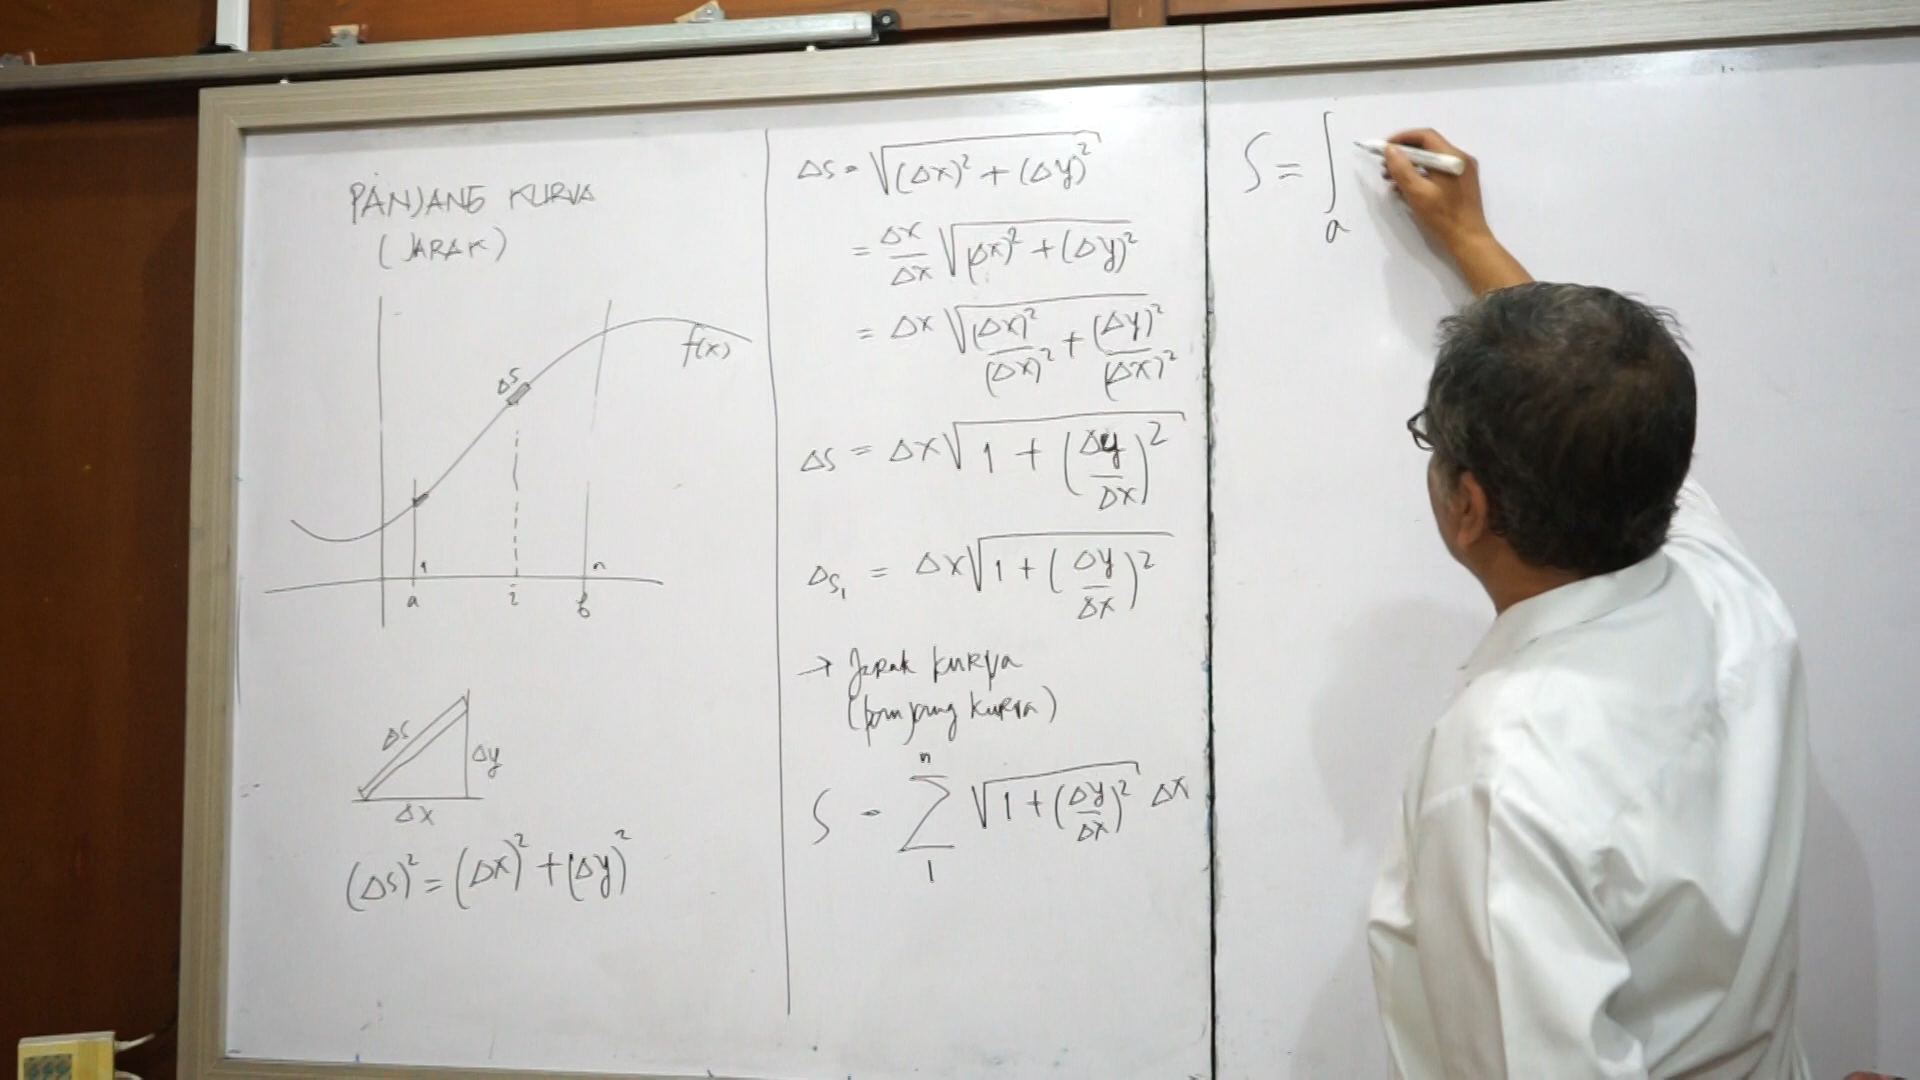 PANJANG KURVA
(JARAK)
f(x)
Δs
1 n
a i b
Δs
Δy
Δx
(Δs)² = (Δx)² + (Δy)²
Δs = √((Δx)² + (Δy)²)
= Δx/Δx √((Δx)² + (Δy)²)
= Δx √((Δx)²/(Δx)² + (Δy)²/(Δx)²)
Δs = Δx √(1 + (Δy/Δx)²)
Δs₁ = Δx √(1 + (Δy/Δx)²)
→ Jarak kurva
(panjang kurva)
S = ∑₁ⁿ √(1 + (Δy/Δx)²) Δx
S = ∫ₐ